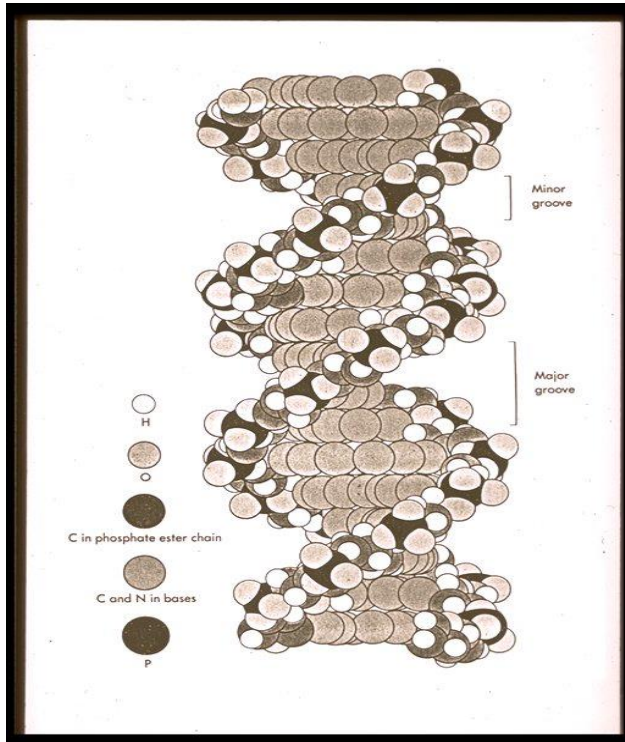 Minor
groove
Major
groove
H
O
C in phosphate ester chain
C and N in bases
P